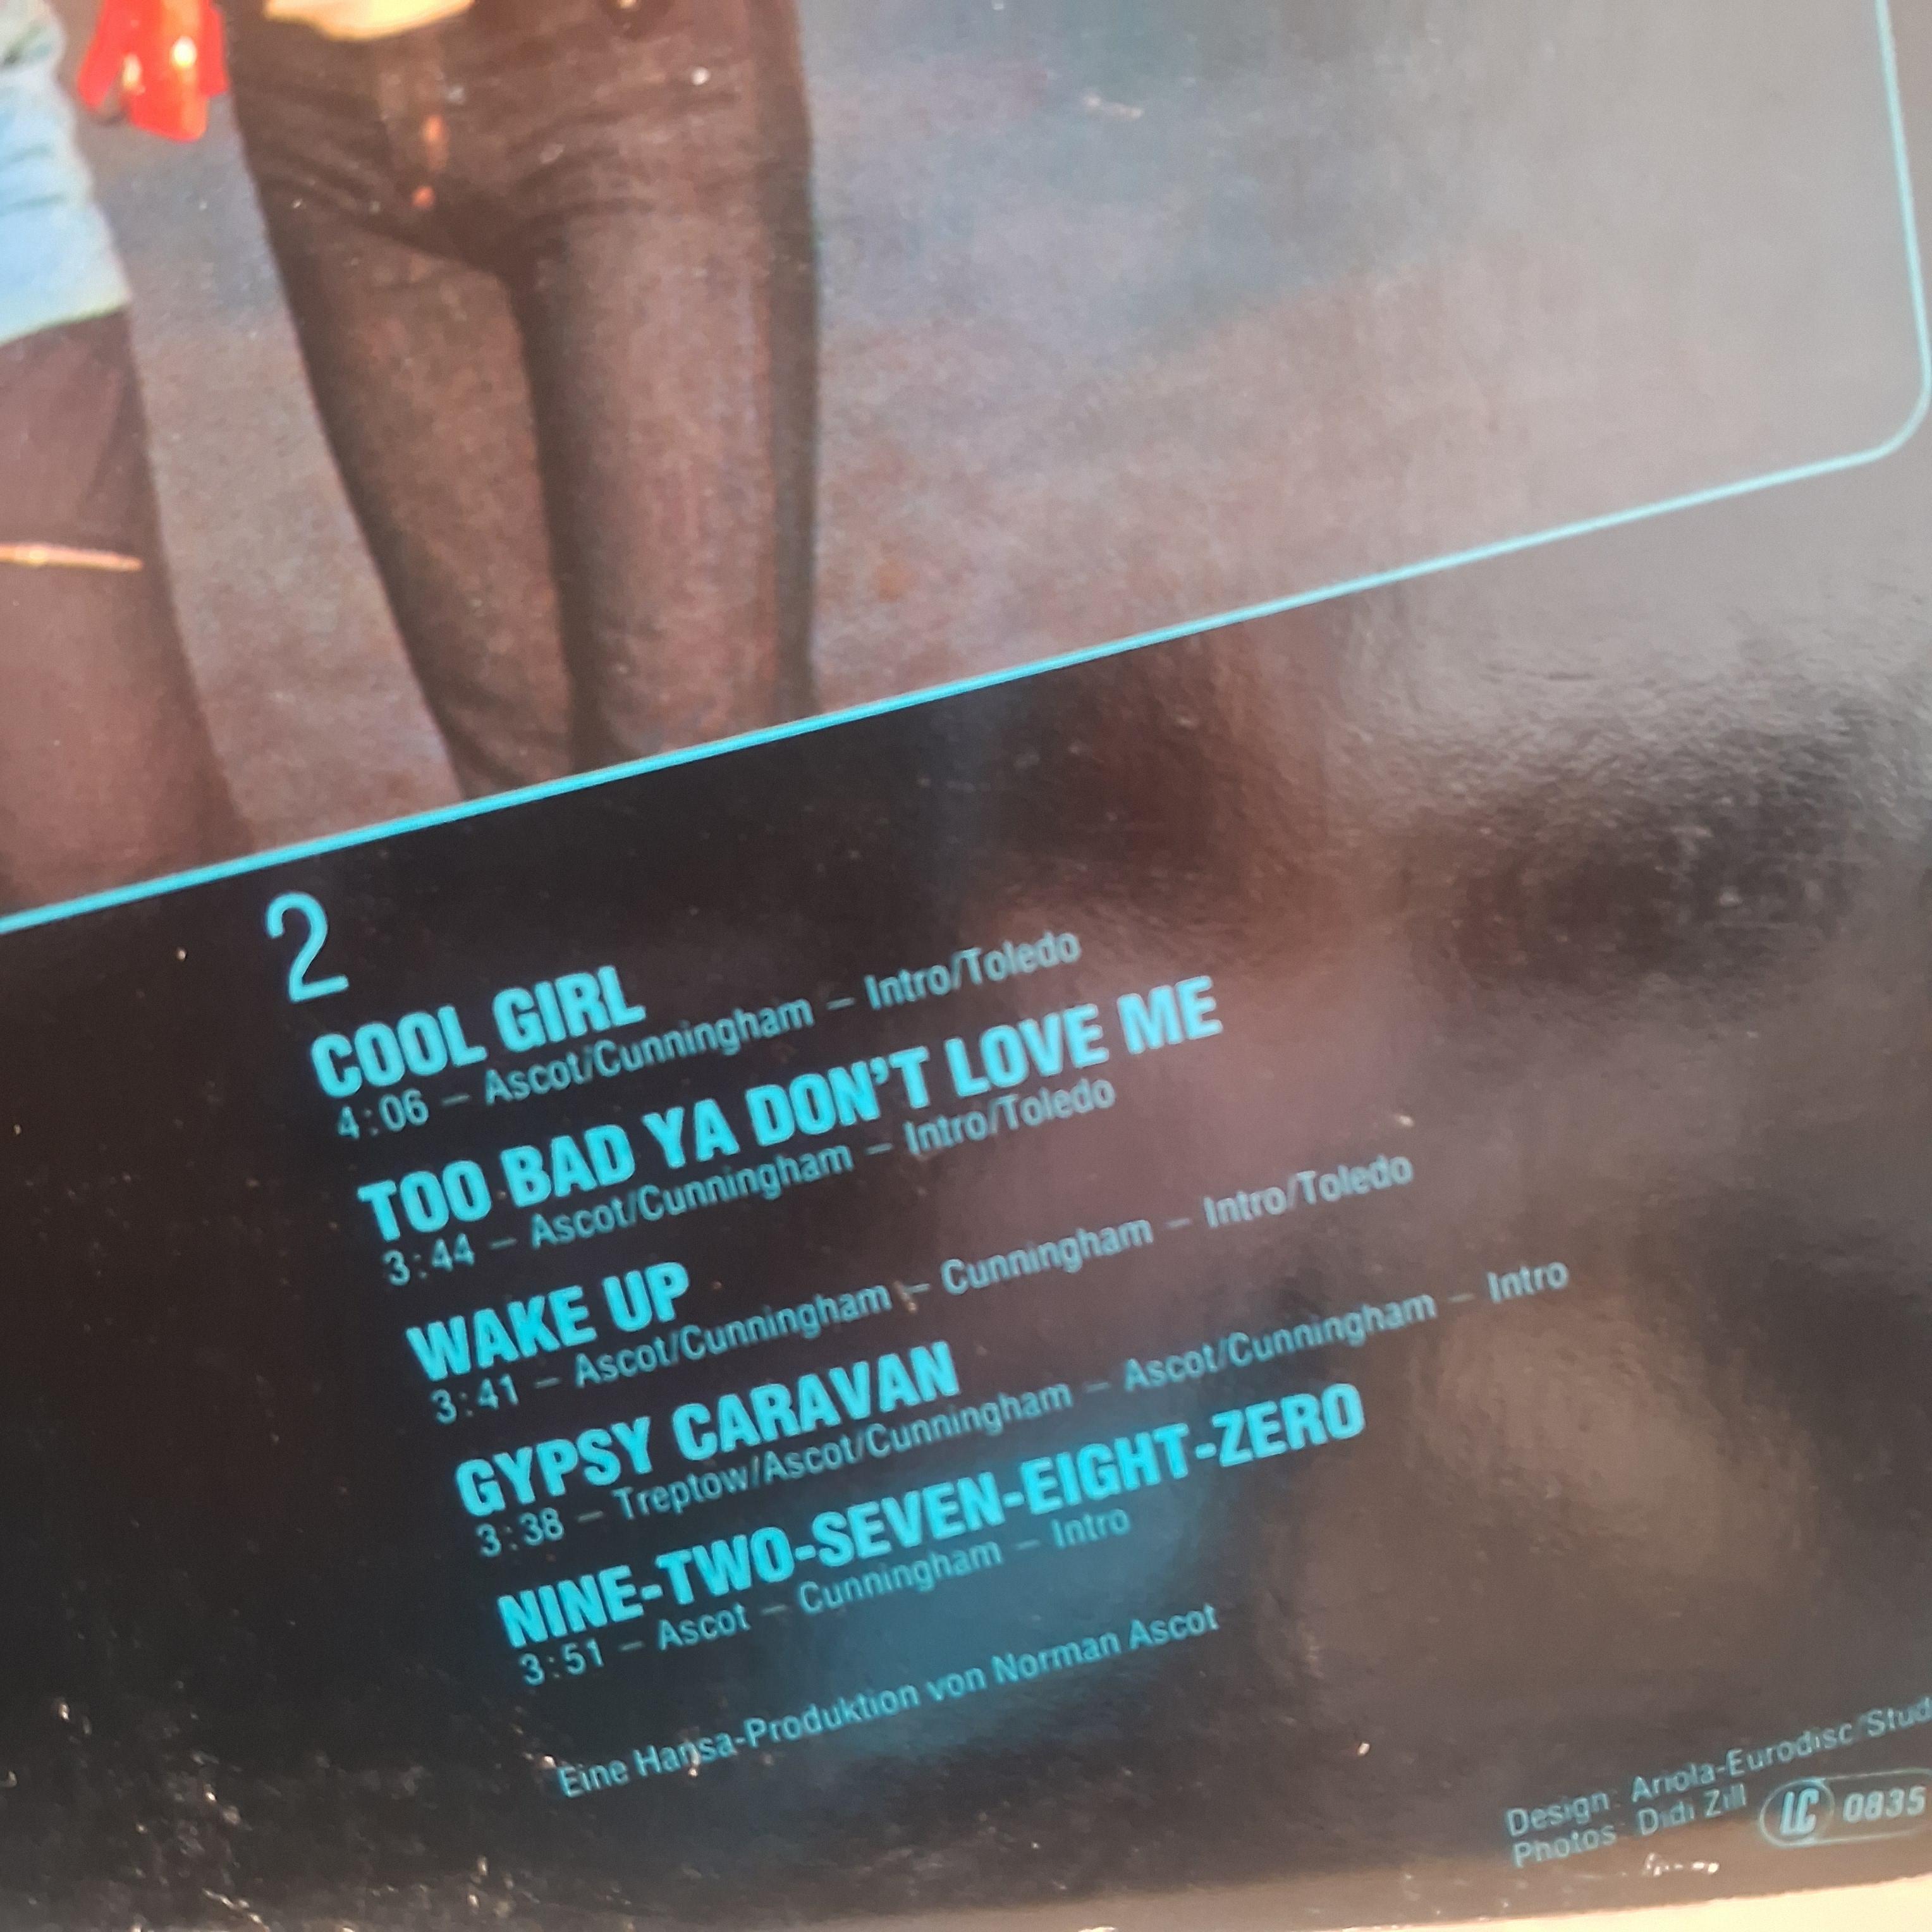 2
COOL GIRL
4:06 – Ascot/Cunningham – Intro/Toledo
TOO BAD YA DON'T LOVE ME
3:44 – Ascot/Cunningham – Intro/Toledo
WAKE UP
3:41 – Ascot/Cunningham – Cunningham – Intro/Toledo
GYPSY CARAVAN
3:38 – Treptow/Ascot/Cunningham – Ascot/Cunningham – Intro
NINE-TWO-SEVEN-EIGHT-ZERO
3:51 – Ascot – Cunningham – Intro
Eine Hansa-Produktion von Norman Ascot
Design: Ariola-Eurodisc/Stud
Photos: Didi Zill
LC 0835